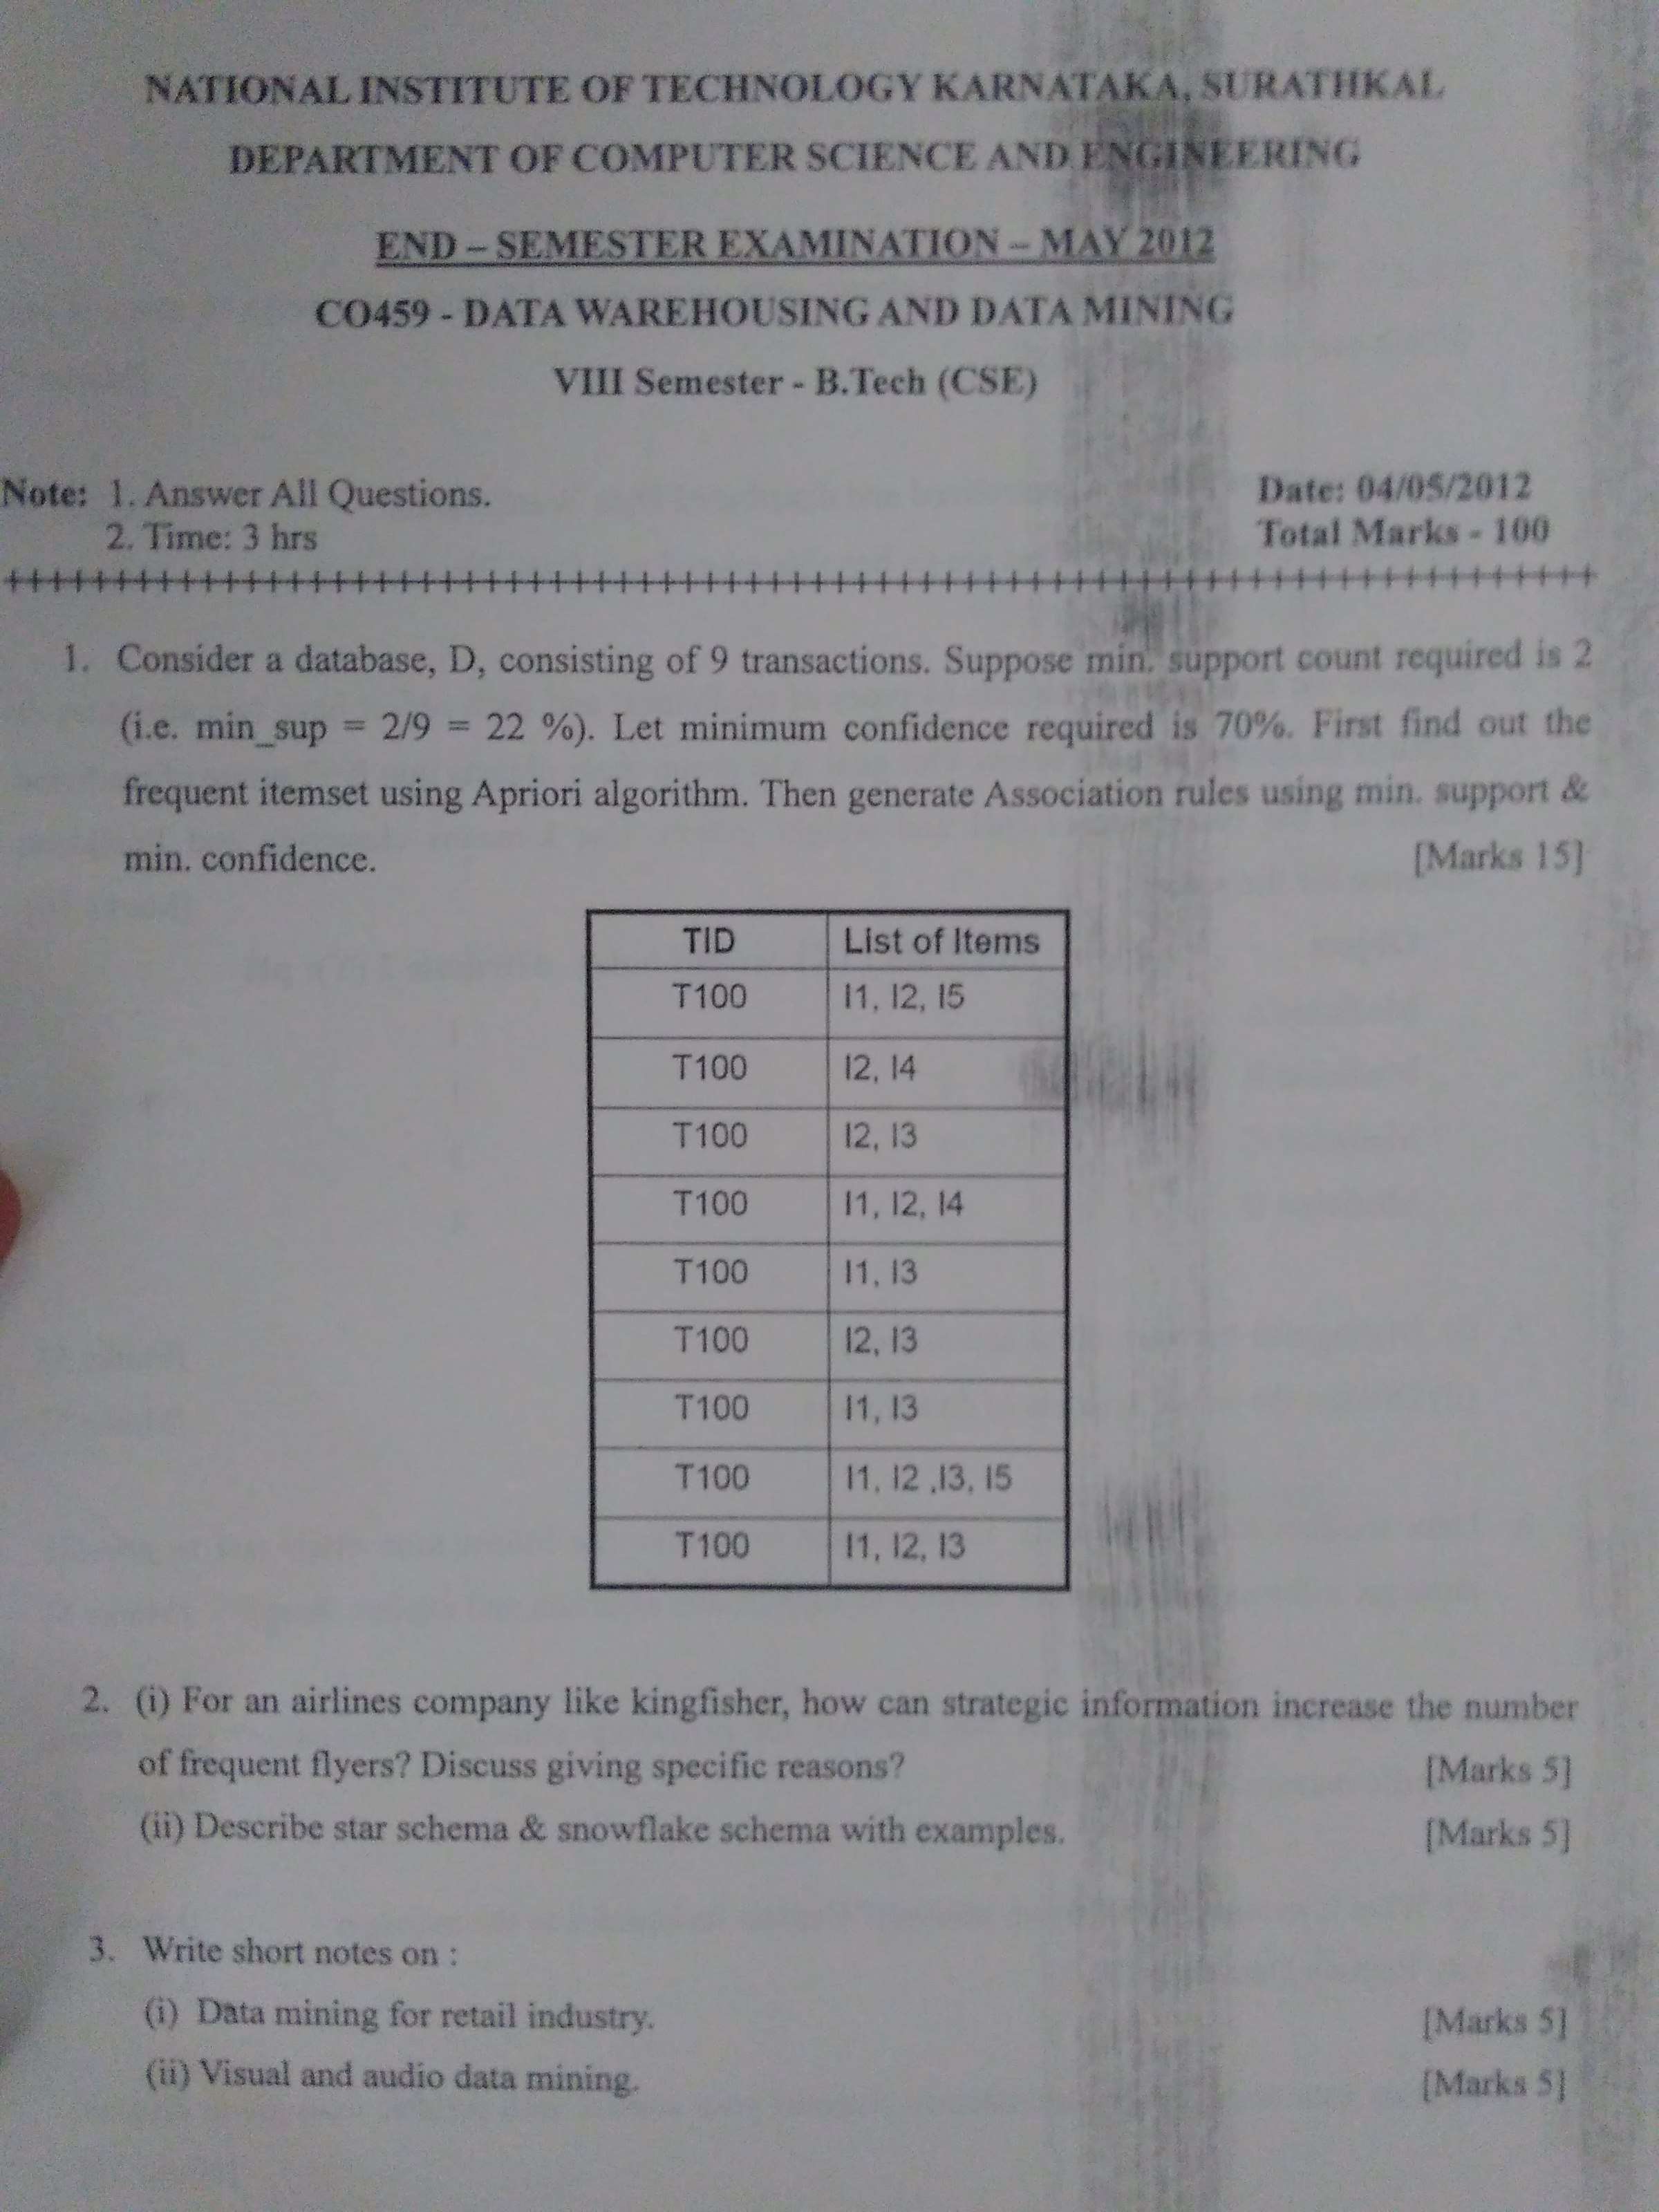 NATIONAL INSTITUTE OF TECHNOLOGY KARNATAKA, SURATHKAL
DEPARTMENT OF COMPUTER SCIENCE AND ENGINEERING
END – SEMESTER EXAMINATION – MAY 2012
CO459 - DATA WAREHOUSING AND DATA MINING
VIII Semester - B.Tech (CSE)
Note: 1. Answer All Questions. Date: 04/05/2012
2. Time: 3 hrs Total Marks - 100
1. Consider a database, D, consisting of 9 transactions. Suppose min. support count required is 2
(i.e. min_sup = 2/9 = 22 %). Let minimum confidence required is 70%. First find out the
frequent itemset using Apriori algorithm. Then generate Association rules using min. support &
min. confidence. [Marks 15]
TID List of Items
T100 I1, I2, I5
T100 I2, I4
T100 I2, I3
T100 I1, I2, I4
T100 I1, I3
T100 I2, I3
T100 I1, I3
T100 I1, I2 ,I3, I5
T100 I1, I2, I3
2. (i) For an airlines company like kingfisher, how can strategic information increase the number
of frequent flyers? Discuss giving specific reasons? [Marks 5]
(ii) Describe star schema & snowflake schema with examples. [Marks 5]
3. Write short notes on :
(i) Data mining for retail industry. [Marks 5]
(ii) Visual and audio data mining. [Marks 5]